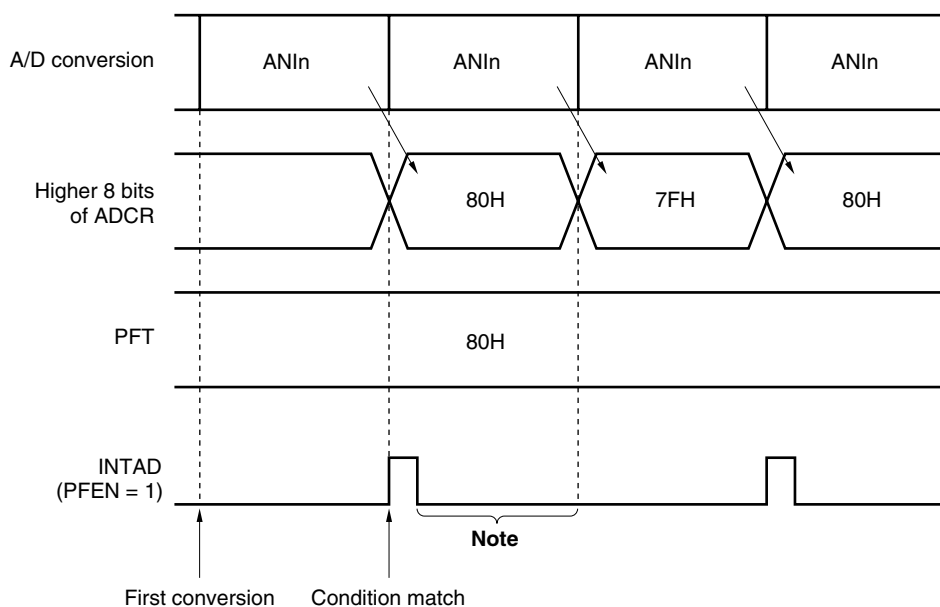 A/D conversion
ANIn
ANIn
ANIn
ANIn
Higher 8 bits
of ADCR
80H
7FH
80H
PFT
80H
INTAD
(PFEN = 1)
Note
First conversion
Condition match